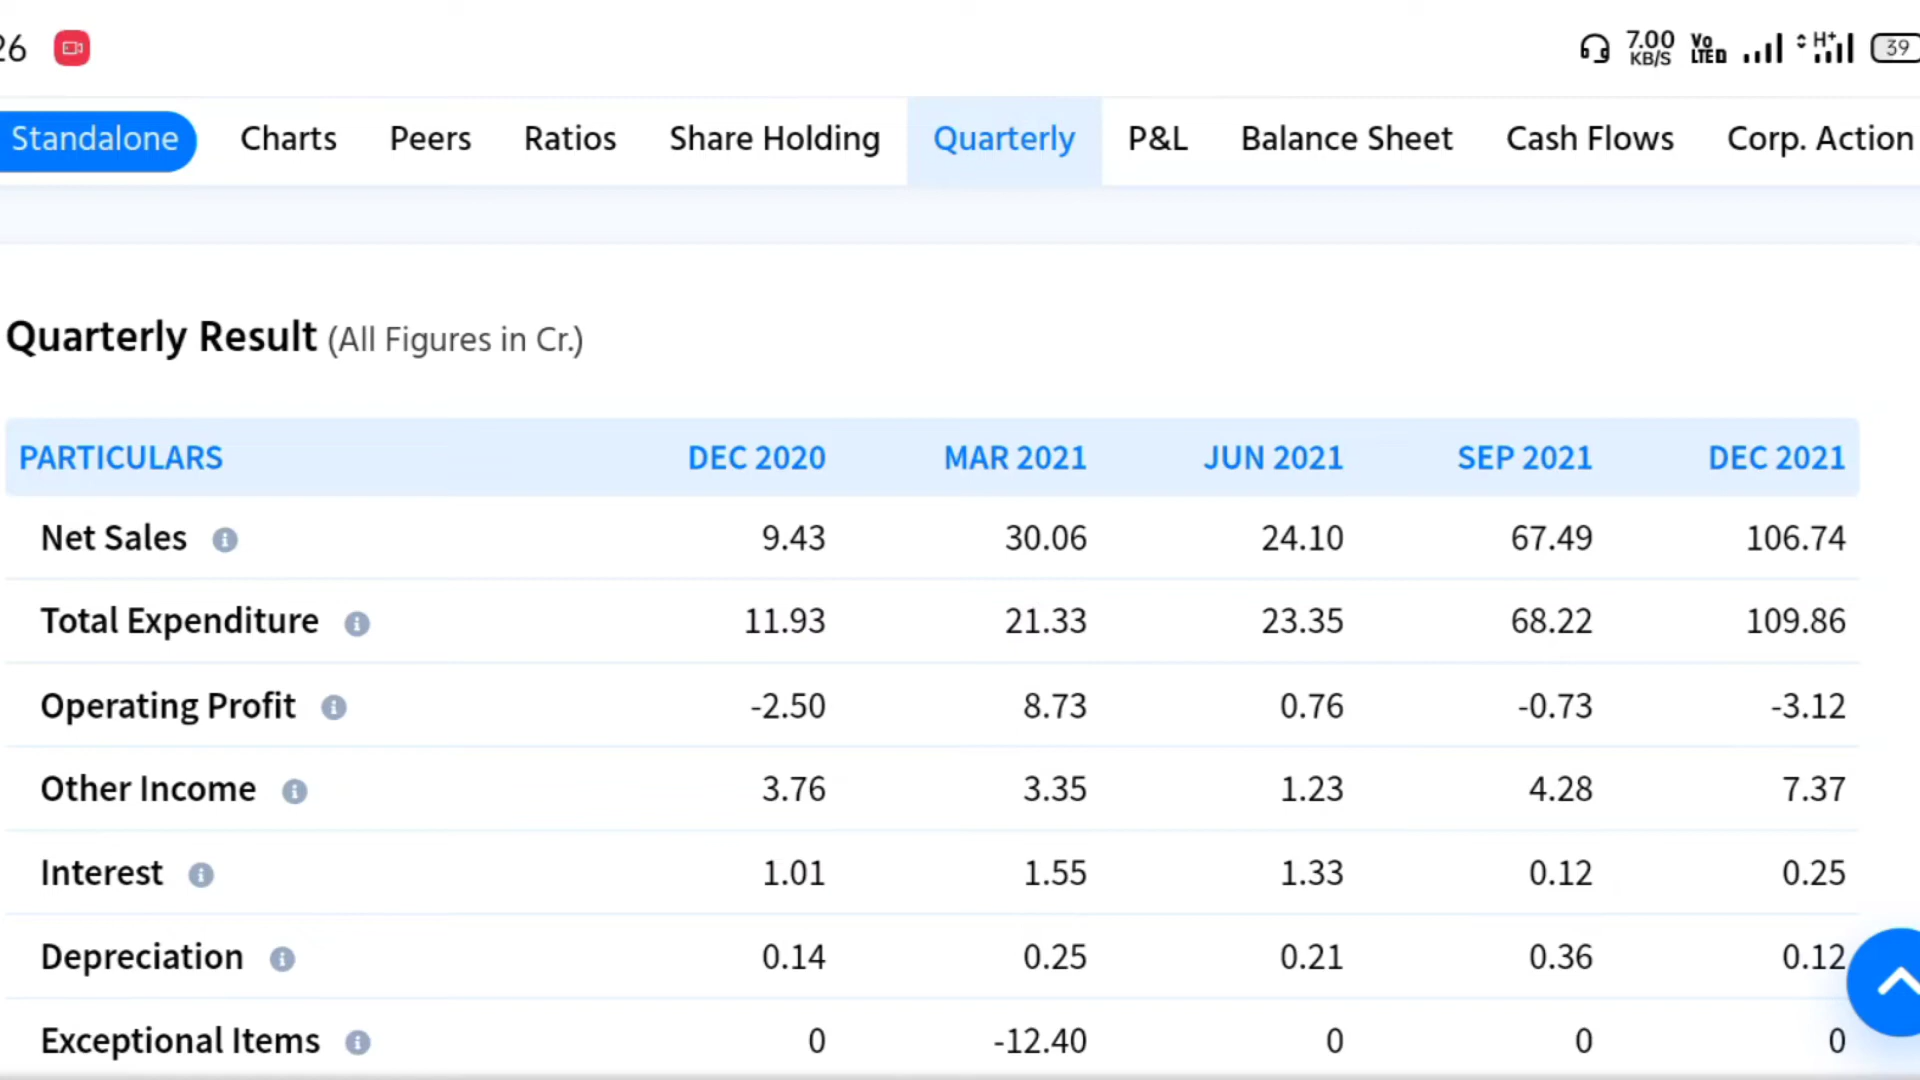 26 7.00 KB/S Vo LTE H+ 39
Standalone Charts Peers Ratios Share Holding Quarterly P&L Balance Sheet Cash Flows Corp. Action
Quarterly Result (All Figures in Cr.)
PARTICULARS DEC 2020 MAR 2021 JUN 2021 SEP 2021 DEC 2021
Net Sales 9.43 30.06 24.10 67.49 106.74
Total Expenditure 11.93 21.33 23.35 68.22 109.86
Operating Profit -2.50 8.73 0.76 -0.73 -3.12
Other Income 3.76 3.35 1.23 4.28 7.37
Interest 1.01 1.55 1.33 0.12 0.25
Depreciation 0.14 0.25 0.21 0.36 0.12
Exceptional Items 0 -12.40 0 0 0